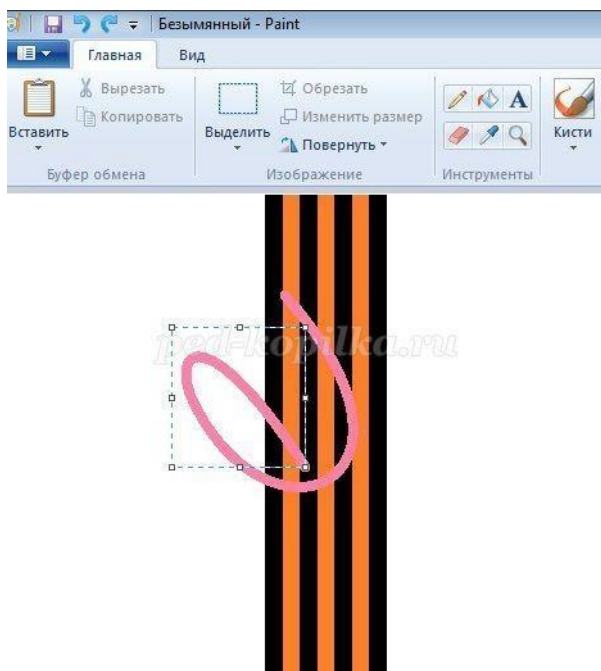 Безымянный - Paint
Главная Вид
Вставить
Вырезать
Копировать
Буфер обмена
Выделить
Обрезать
Изменить размер
Повернуть
Изображение
A
Инструменты
Кисти
ped-kopilka.ru